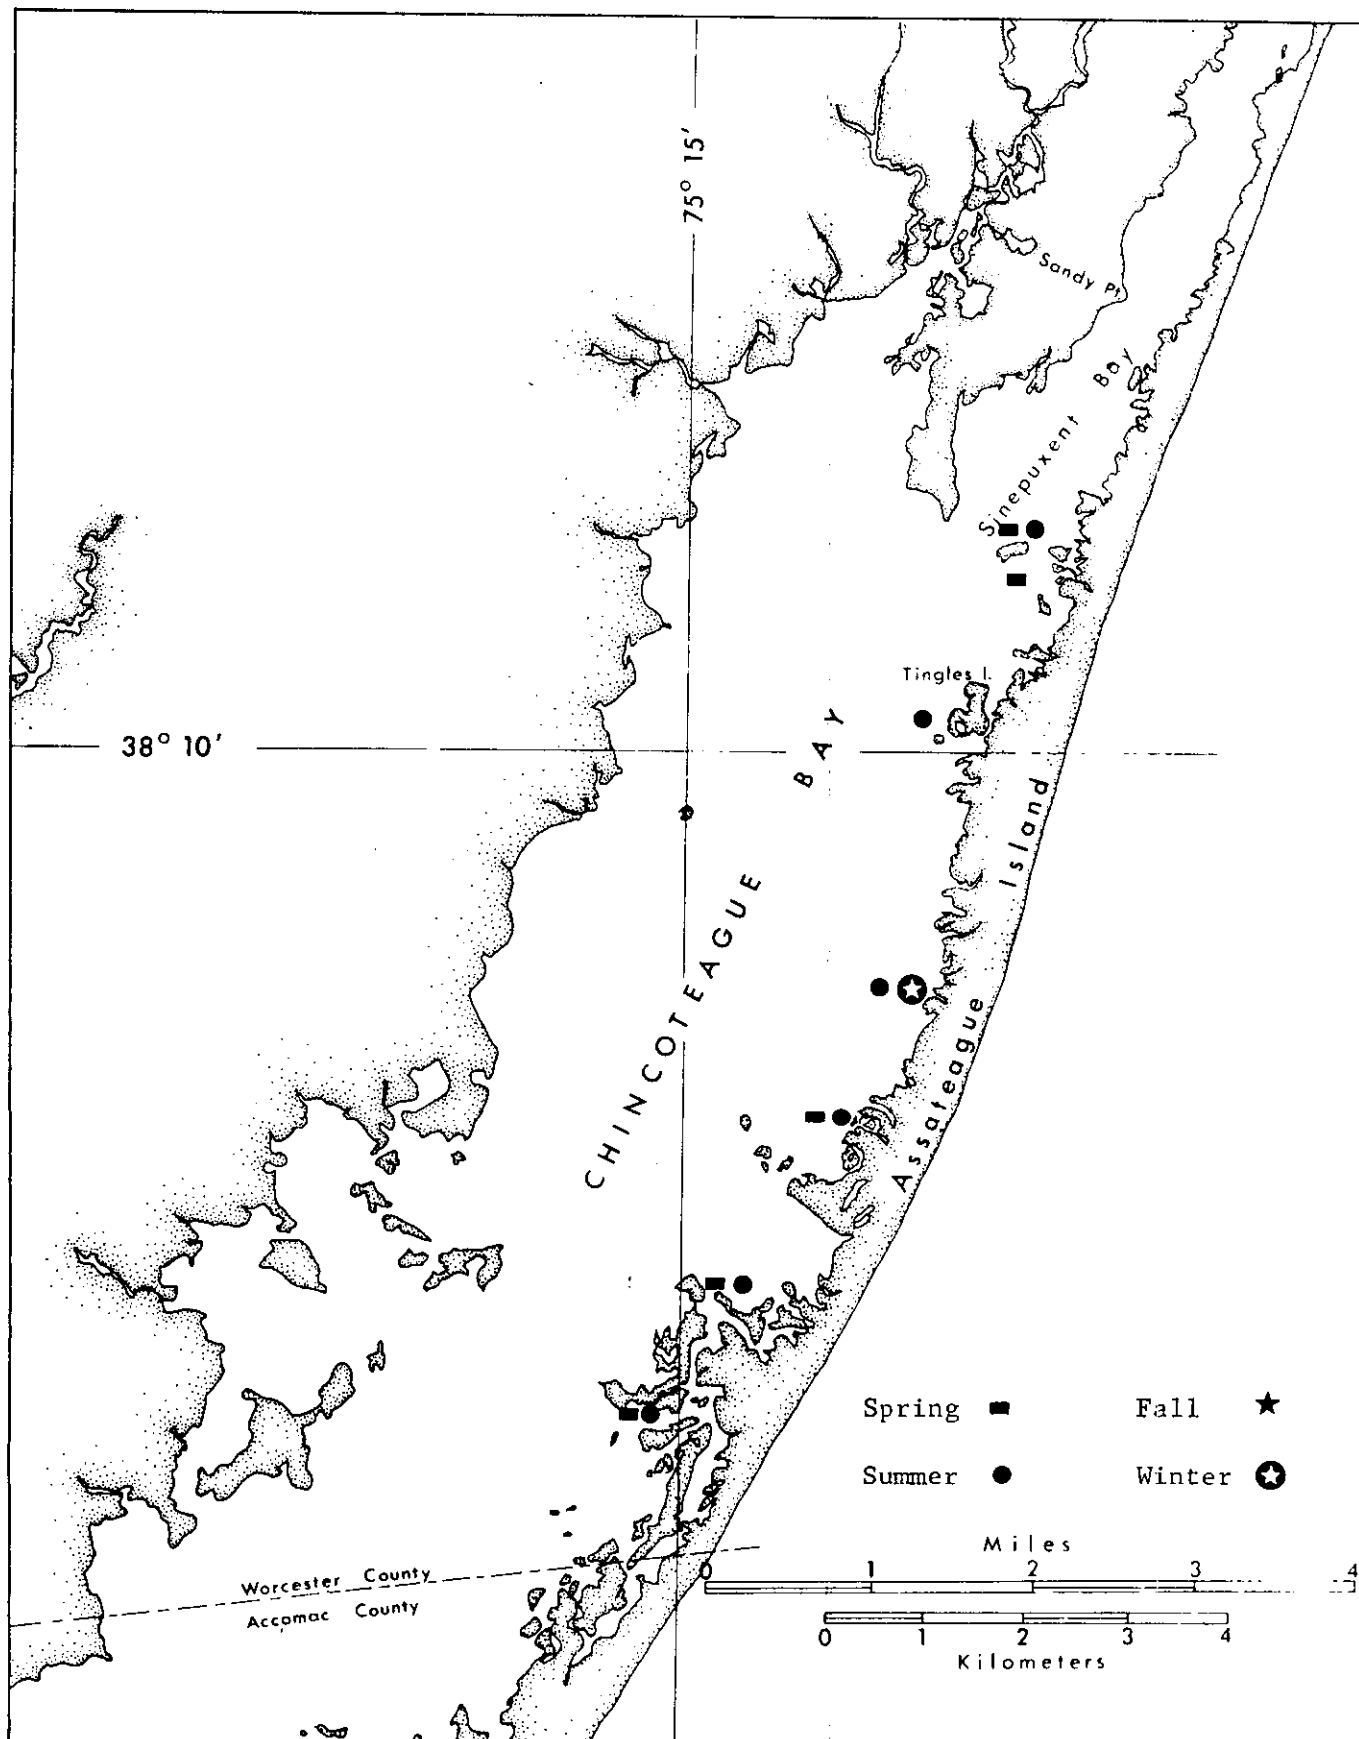 75° 15'
Sandy Pt.
Sinepuxent Bay
Tingles I.
38° 10'
CHINCOTEAGUE BAY
Assateague Island
Spring
Fall
Summer
Winter
Miles
0 1 2 3 4
Worcester County
Accomac County
0 1 2 3 4
Kilometers